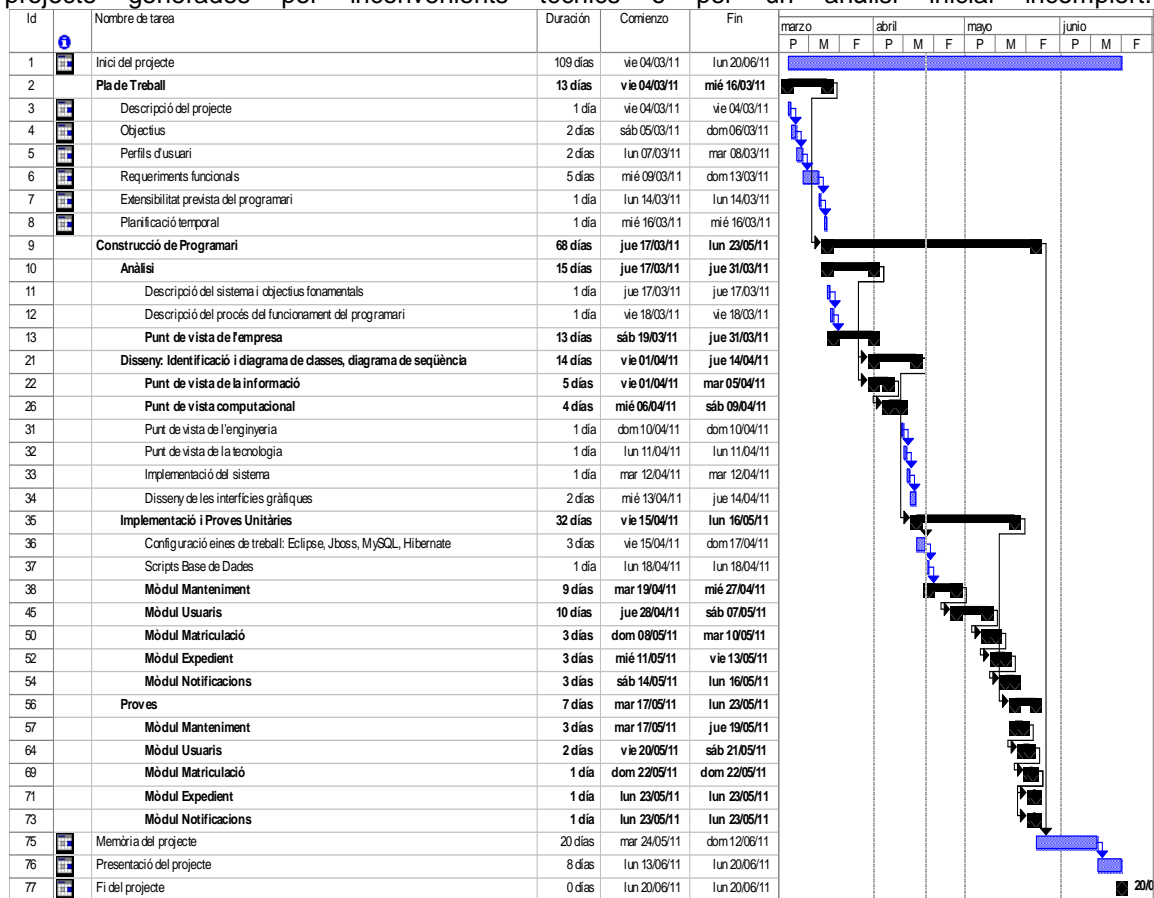 projecte generados per inconvenients tècnics o per un anàlisi inicial incomplert.
Id Nombre de tarea Duración Comienzo Fin marzo abril mayo junio
P M F P M F P M F P M F
1 Inici del projecte 109 días vie 04/03/11 lun 20/06/11
2 Pla de Treball 13 días vie 04/03/11 mié 16/03/11
3 Descripció del projecte 1 día vie 04/03/11 vie 04/03/11
4 Objectius 2 días sáb 05/03/11 dom 06/03/11
5 Perfils d'usuari 2 días lun 07/03/11 mar 08/03/11
6 Requeriments funcionals 5 días mié 09/03/11 dom 13/03/11
7 Extensibilitat prevista del programari 1 día lun 14/03/11 lun 14/03/11
8 Planificació temporal 1 día mié 16/03/11 mié 16/03/11
9 Construcció de Programari 68 días jue 17/03/11 lun 23/05/11
10 Anàlisi 15 días jue 17/03/11 jue 31/03/11
11 Descripció del sistema i objectius fonamentals 1 día jue 17/03/11 jue 17/03/11
12 Descripció del procés del funcionament del programari 1 día vie 18/03/11 vie 18/03/11
13 Punt de vista de l'empresa 13 días sáb 19/03/11 jue 31/03/11
21 Disseny: Identificació i diagrama de classes, diagrama de seqüència 14 días vie 01/04/11 jue 14/04/11
22 Punt de vista de la informació 5 días vie 01/04/11 mar 05/04/11
26 Punt de vista computacional 4 días mié 06/04/11 sáb 09/04/11
31 Punt de vista de l'enginyeria 1 día dom 10/04/11 dom 10/04/11
32 Punt de vista de la tecnologia 1 día lun 11/04/11 lun 11/04/11
33 Implementació del sistema 1 día mar 12/04/11 mar 12/04/11
34 Disseny de les interfícies gràfiques 2 días mié 13/04/11 jue 14/04/11
35 Implementació i Proves Unitàries 32 días vie 15/04/11 lun 16/05/11
36 Configuració eines de treball: Eclipse, Jboss, MySQL, Hibernate 3 días vie 15/04/11 dom 17/04/11
37 Scripts Base de Dades 1 día lun 18/04/11 lun 18/04/11
38 Mòdul Manteniment 9 días mar 19/04/11 mié 27/04/11
45 Mòdul Usuaris 10 días jue 28/04/11 sáb 07/05/11
50 Mòdul Matriculació 3 días dom 08/05/11 mar 10/05/11
52 Mòdul Expedient 3 días mié 11/05/11 vie 13/05/11
54 Mòdul Notificacions 3 días sáb 14/05/11 lun 16/05/11
56 Proves 7 días mar 17/05/11 lun 23/05/11
57 Mòdul Manteniment 3 días mar 17/05/11 jue 19/05/11
64 Mòdul Usuaris 2 días vie 20/05/11 sáb 21/05/11
69 Mòdul Matriculació 1 día dom 22/05/11 dom 22/05/11
71 Mòdul Expedient 1 día lun 23/05/11 lun 23/05/11
73 Mòdul Notificacions 1 día lun 23/05/11 lun 23/05/11
75 Memòria del projecte 20 días mar 24/05/11 dom 12/06/11
76 Presentació del projecte 8 días lun 13/06/11 lun 20/06/11
77 Fi del projecte 0 días lun 20/06/11 lun 20/06/11